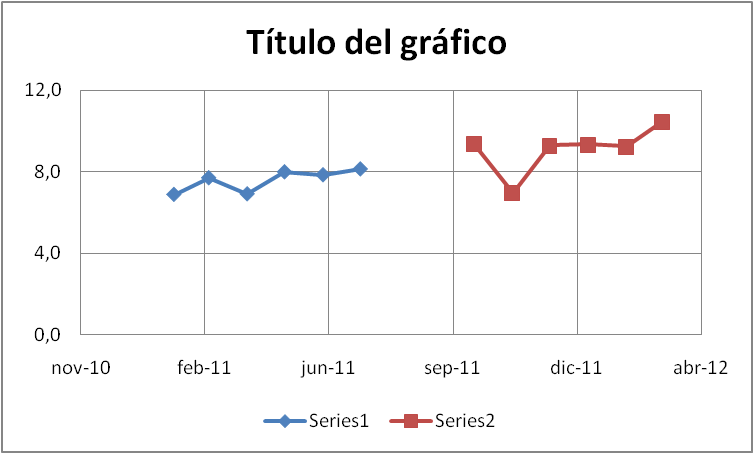 Título del gráfico
12,0
8,0
4,0
0,0
nov-10 feb-11 jun-11 sep-11 dic-11 abr-12
Series1 Series2